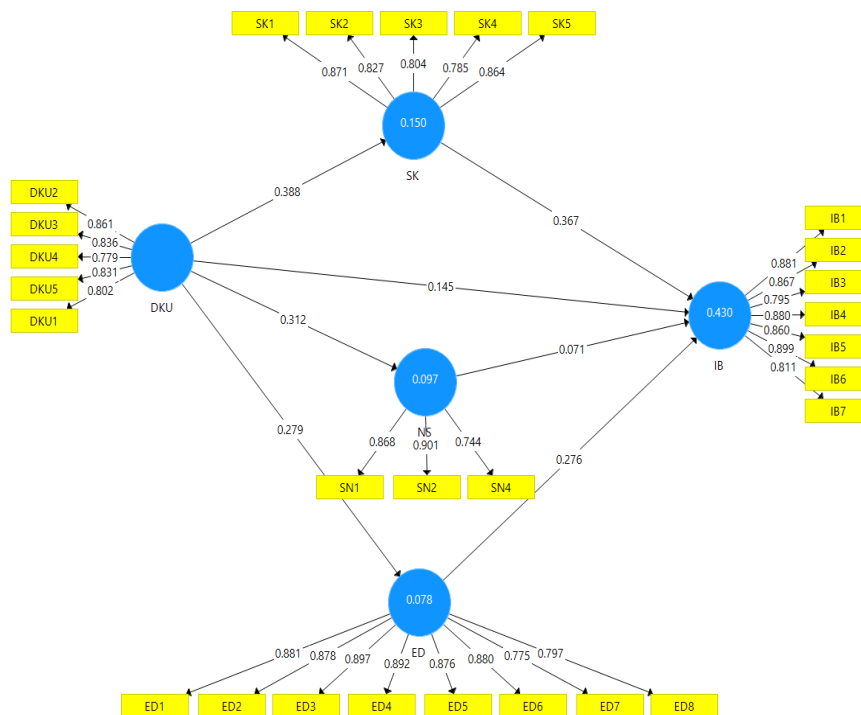 SK1 SK2 SK3 SK4 SK5
0.871 0.827 0.804 0.785 0.864
0.150
SK
DKU2
DKU3
DKU4
DKU5
DKU1
0.861
0.836
0.779
0.831
0.802
DKU
0.388
0.367
0.145
0.312
0.071
0.279
0.276
IB1
IB2
IB3
IB4
IB5
IB6
IB7
0.881
0.867
0.795
0.880
0.860
0.899
0.811
0.430
IB
0.097
NS
0.868 0.901 0.744
SN1 SN2 SN4
0.078
ED
0.881 0.878 0.897 0.892 0.876 0.880 0.775 0.797
ED1 ED2 ED3 ED4 ED5 ED6 ED7 ED8